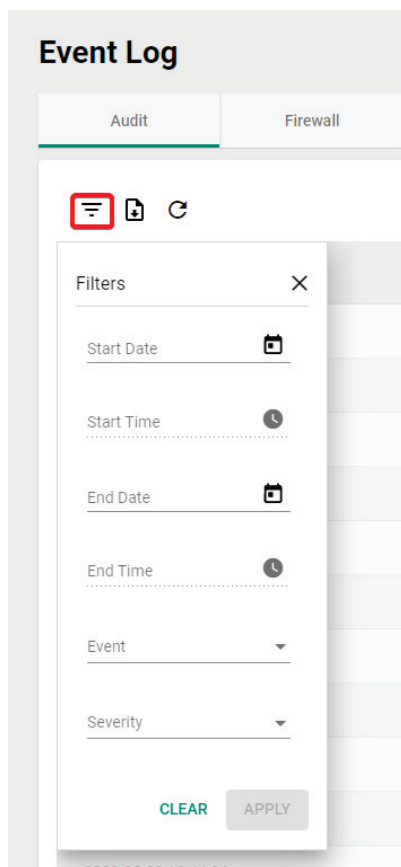 Event Log
Audit Firewall
Filters
Start Date
Start Time
End Date
End Time
Event
Severity
CLEAR APPLY